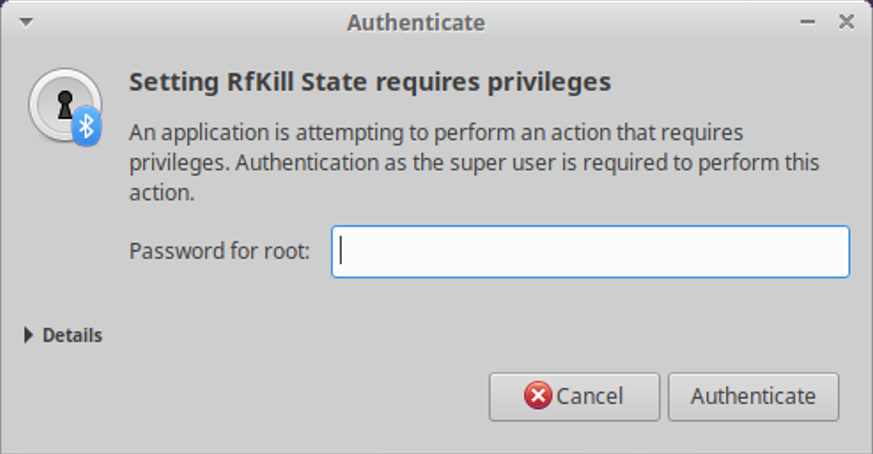 Authenticate
Setting RfKill State requires privileges
An application is attempting to perform an action that requires
privileges. Authentication as the super user is required to perform this
action.
Password for root:
Details
Cancel
Authenticate